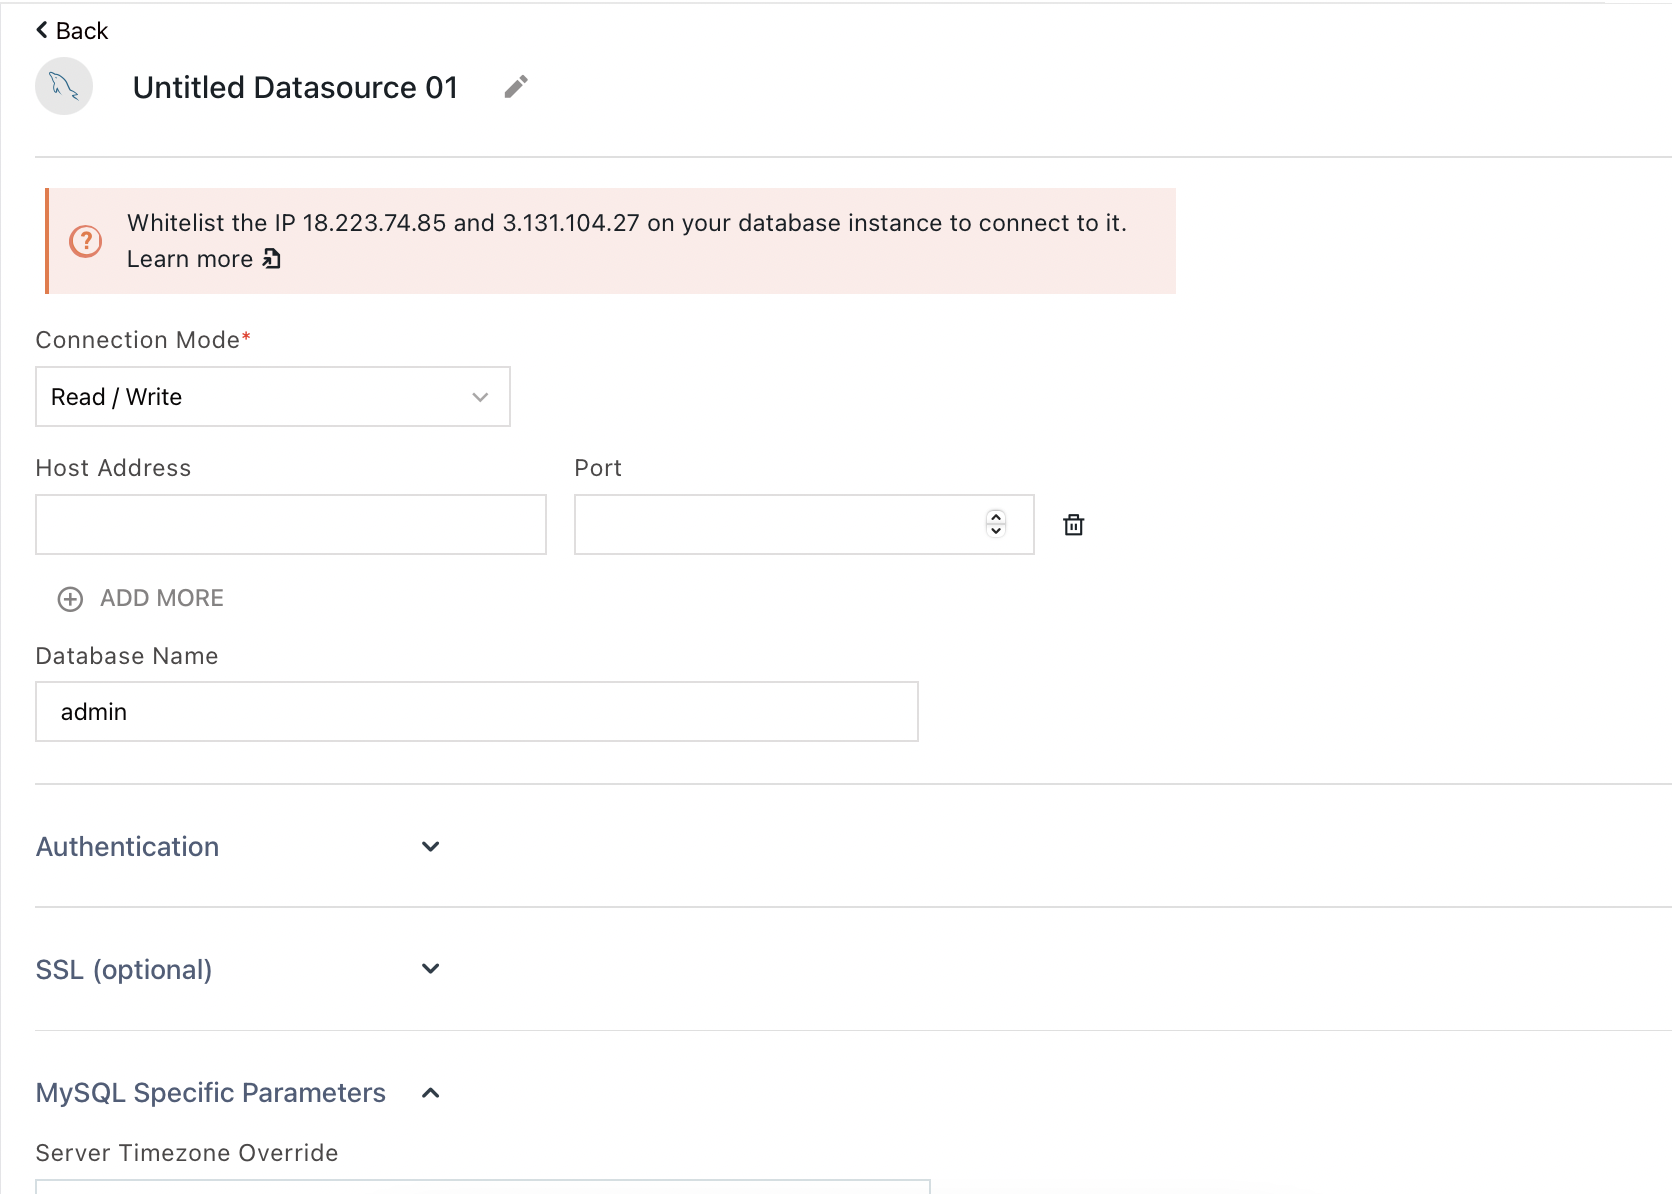 Back
Untitled Datasource 01
Whitelist the IP 18.223.74.85 and 3.131.104.27 on your database instance to connect to it.
Learn more
Connection Mode*
Read / Write
Host Address Port
ADD MORE
Database Name
admin
Authentication
SSL (optional)
MySQL Specific Parameters
Server Timezone Override